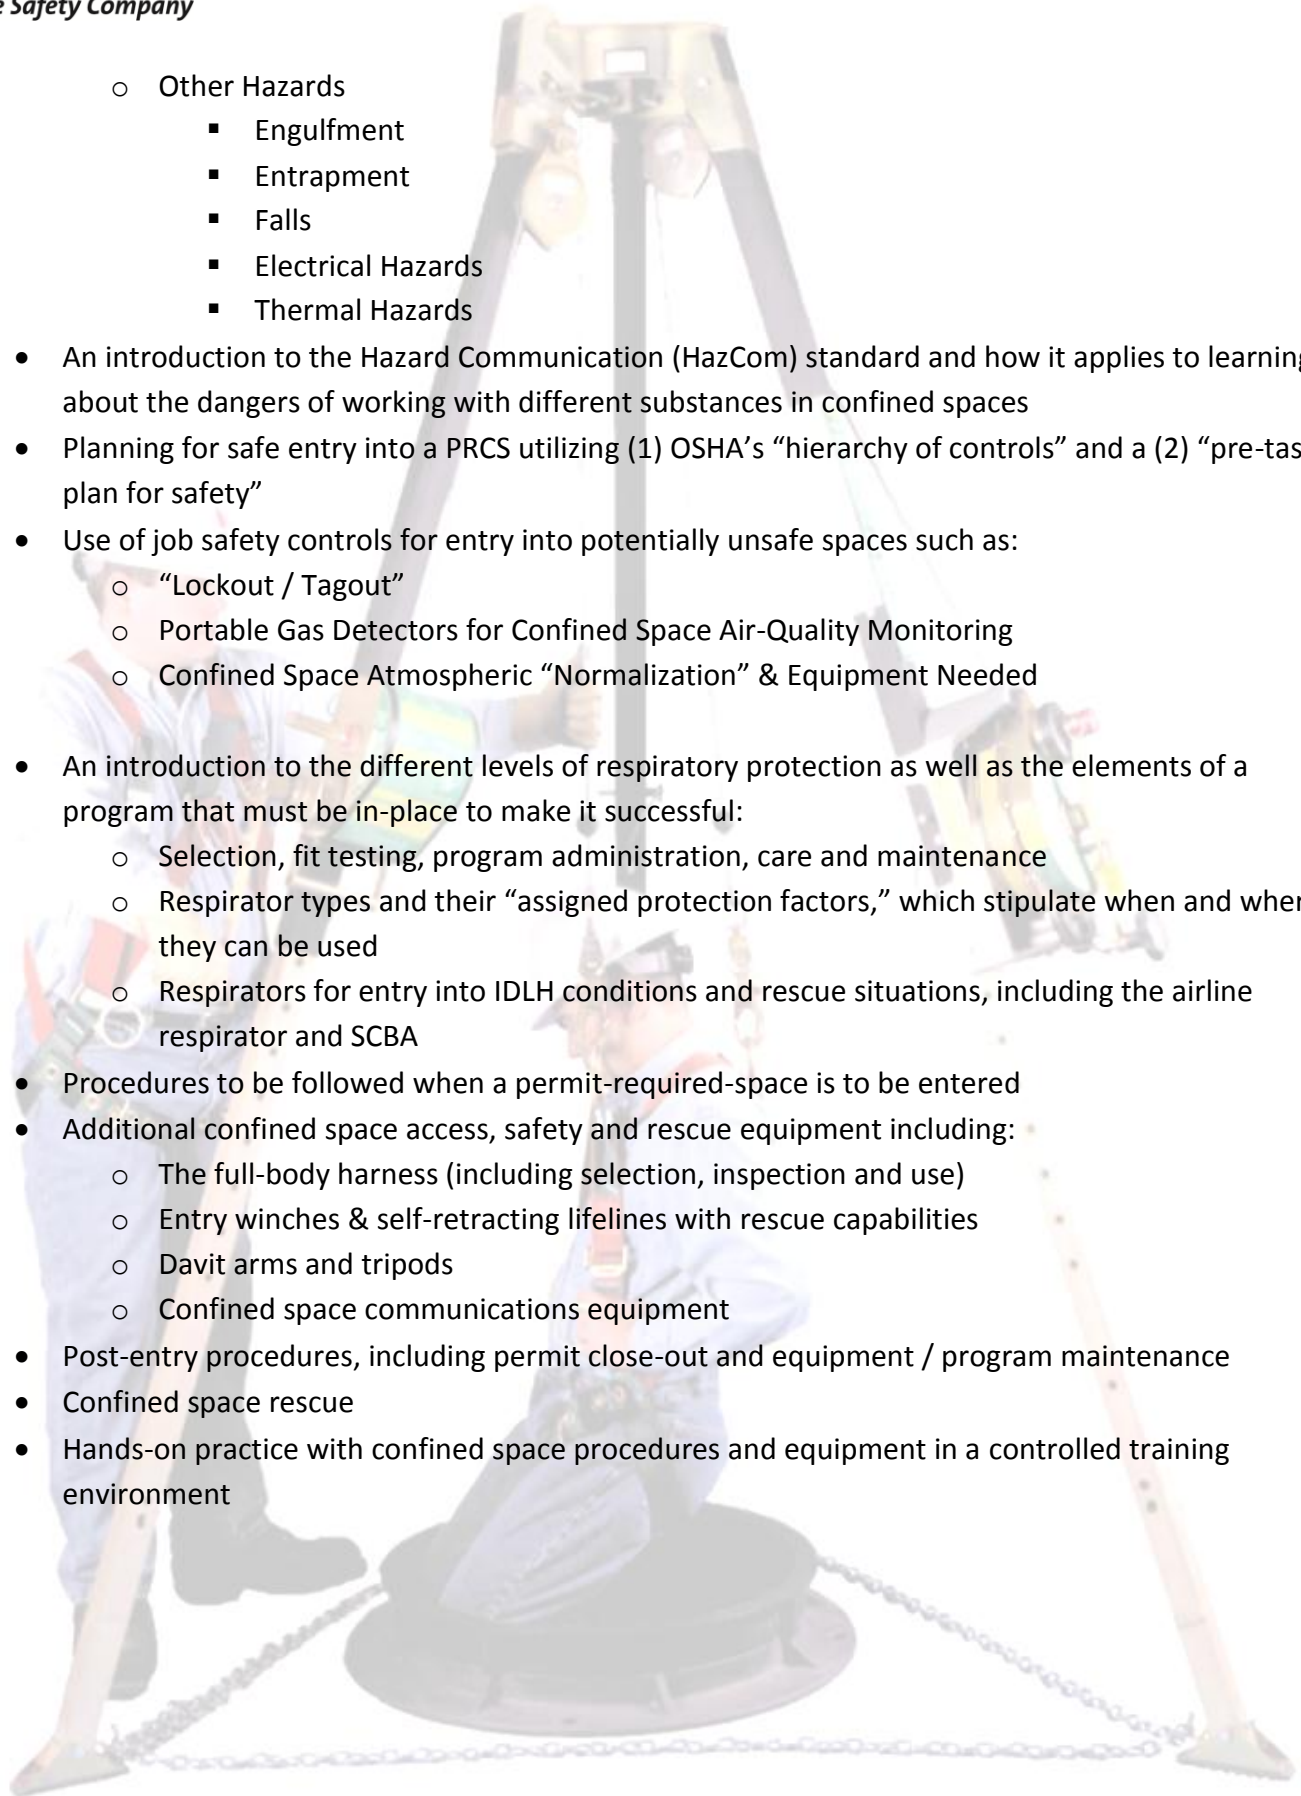 Safety Company
o Other Hazards
▪ Engulfment
▪ Entrapment
▪ Falls
▪ Electrical Hazards
▪ Thermal Hazards
• An introduction to the Hazard Communication (HazCom) standard and how it applies to learning
about the dangers of working with different substances in confined spaces
• Planning for safe entry into a PRCS utilizing (1) OSHA’s “hierarchy of controls” and a (2) “pre-tas
plan for safety”
• Use of job safety controls for entry into potentially unsafe spaces such as:
o “Lockout / Tagout”
o Portable Gas Detectors for Confined Space Air-Quality Monitoring
o Confined Space Atmospheric “Normalization” & Equipment Needed
• An introduction to the different levels of respiratory protection as well as the elements of a
program that must be in-place to make it successful:
o Selection, fit testing, program administration, care and maintenance
o Respirator types and their “assigned protection factors,” which stipulate when and wher
they can be used
o Respirators for entry into IDLH conditions and rescue situations, including the airline
respirator and SCBA
• Procedures to be followed when a permit-required-space is to be entered
• Additional confined space access, safety and rescue equipment including:
o The full-body harness (including selection, inspection and use)
o Entry winches & self-retracting lifelines with rescue capabilities
o Davit arms and tripods
o Confined space communications equipment
• Post-entry procedures, including permit close-out and equipment / program maintenance
• Confined space rescue
• Hands-on practice with confined space procedures and equipment in a controlled training
environment